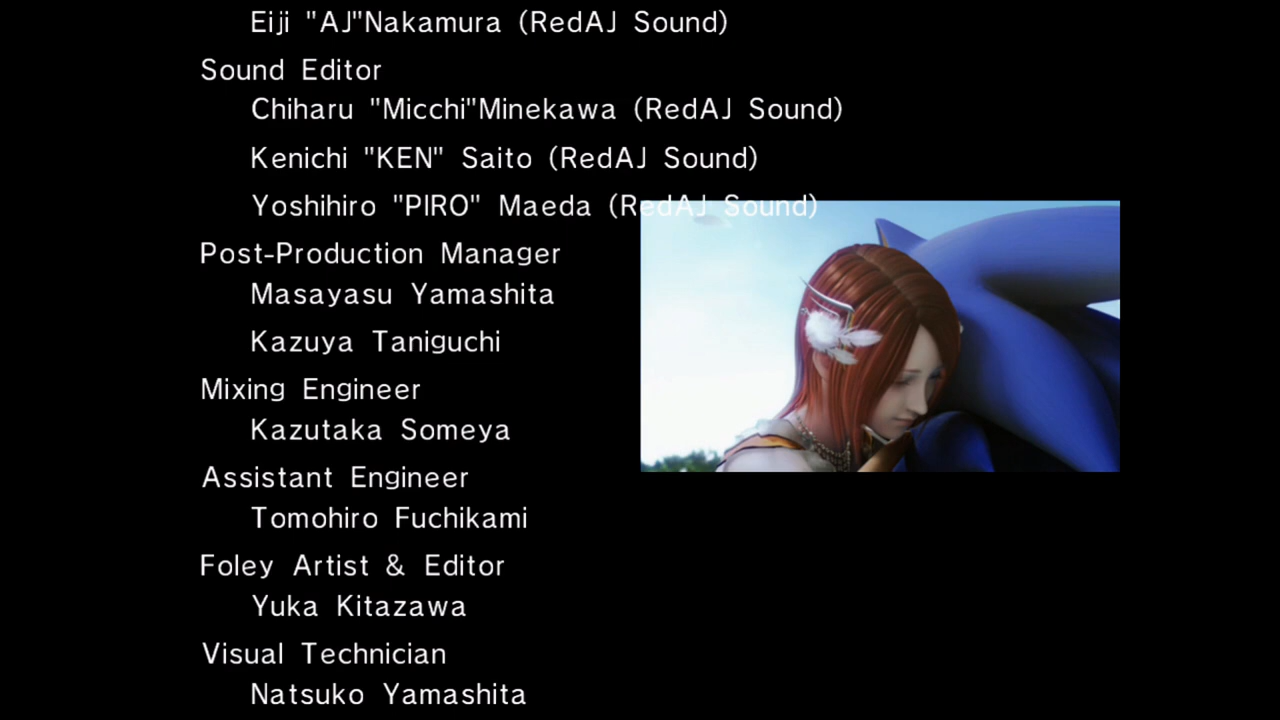 Eiji "AJ"Nakamura (RedAJ Sound)
Sound Editor
Chiharu "Micchi"Minekawa (RedAJ Sound)
Kenichi "KEN" Saito (RedAJ Sound)
Yoshihiro "PIRO" Maeda (RedAJ Sound)
Post-Production Manager
Masayasu Yamashita
Kazuya Taniguchi
Mixing Engineer
Kazutaka Someya
Assistant Engineer
Tomohiro Fuchikami
Foley Artist & Editor
Yuka Kitazawa
Visual Technician
Natsuko Yamashita